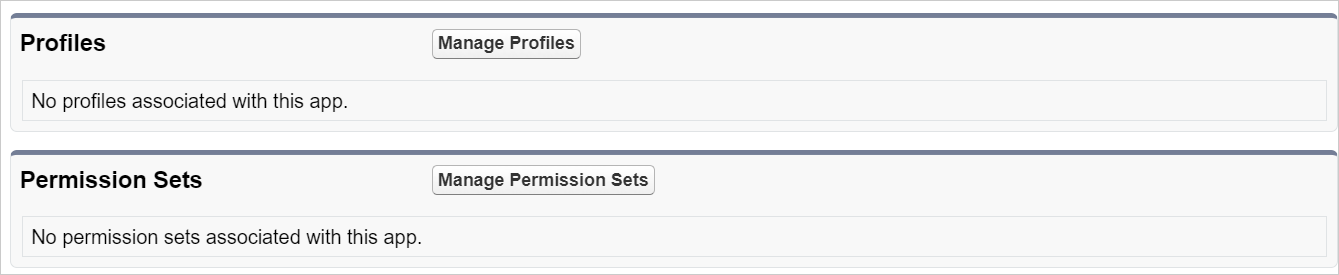 Profiles
Manage Profiles
No profiles associated with this app.
Permission Sets
Manage Permission Sets
No permission sets associated with this app.